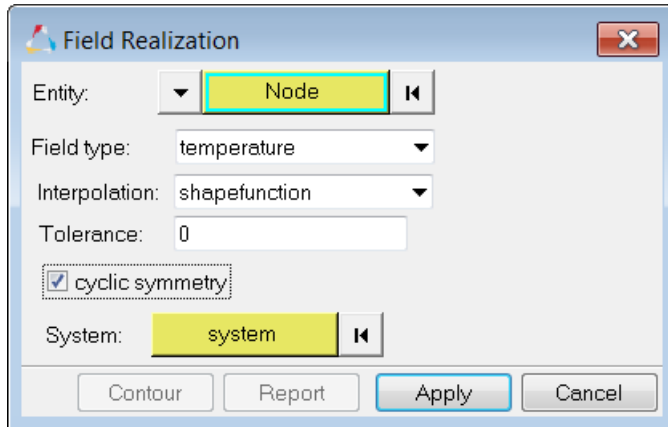 Field Realization
Entity: Node
Field type: temperature
Interpolation: shapefunction
Tolerance: 0
cyclic symmetry
System: system
Contour Report Apply Cancel